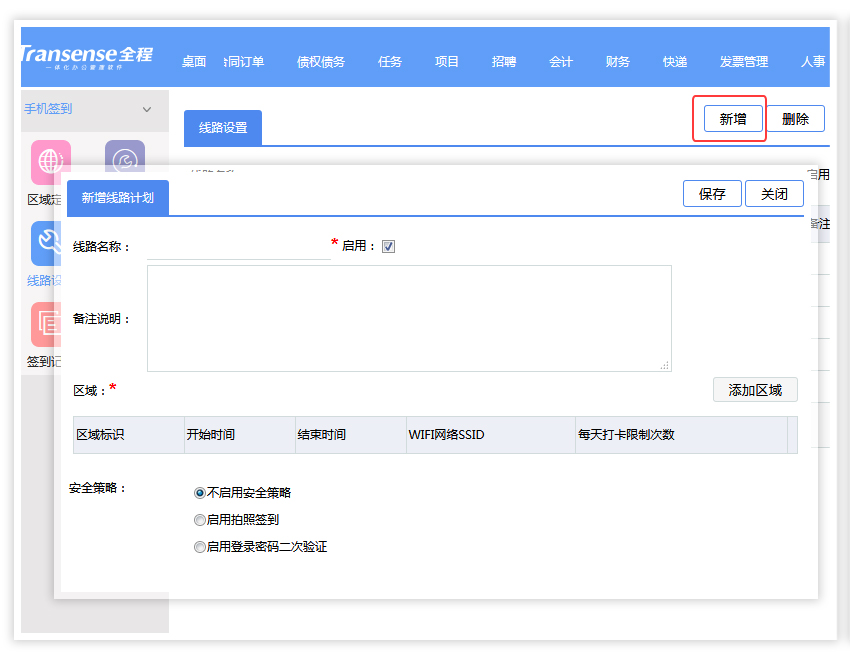 Transense全程
一体化办公管理软件
桌面 合同订单 债权债务 任务 项目 招聘 会计 财务 快递 发票管理 人事
手机签到
线路设置 新增 删除
区域定
启用
新增线路计划 保存 关闭
备注
线路名称： * 启用：
线路设
备注说明：
签到记
区域：* 添加区域
区域标识 开始时间 结束时间 WIFI网络SSID 每天打卡限制次数
安全策略：
不启用安全策略
启用拍照签到
启用登录密码二次验证